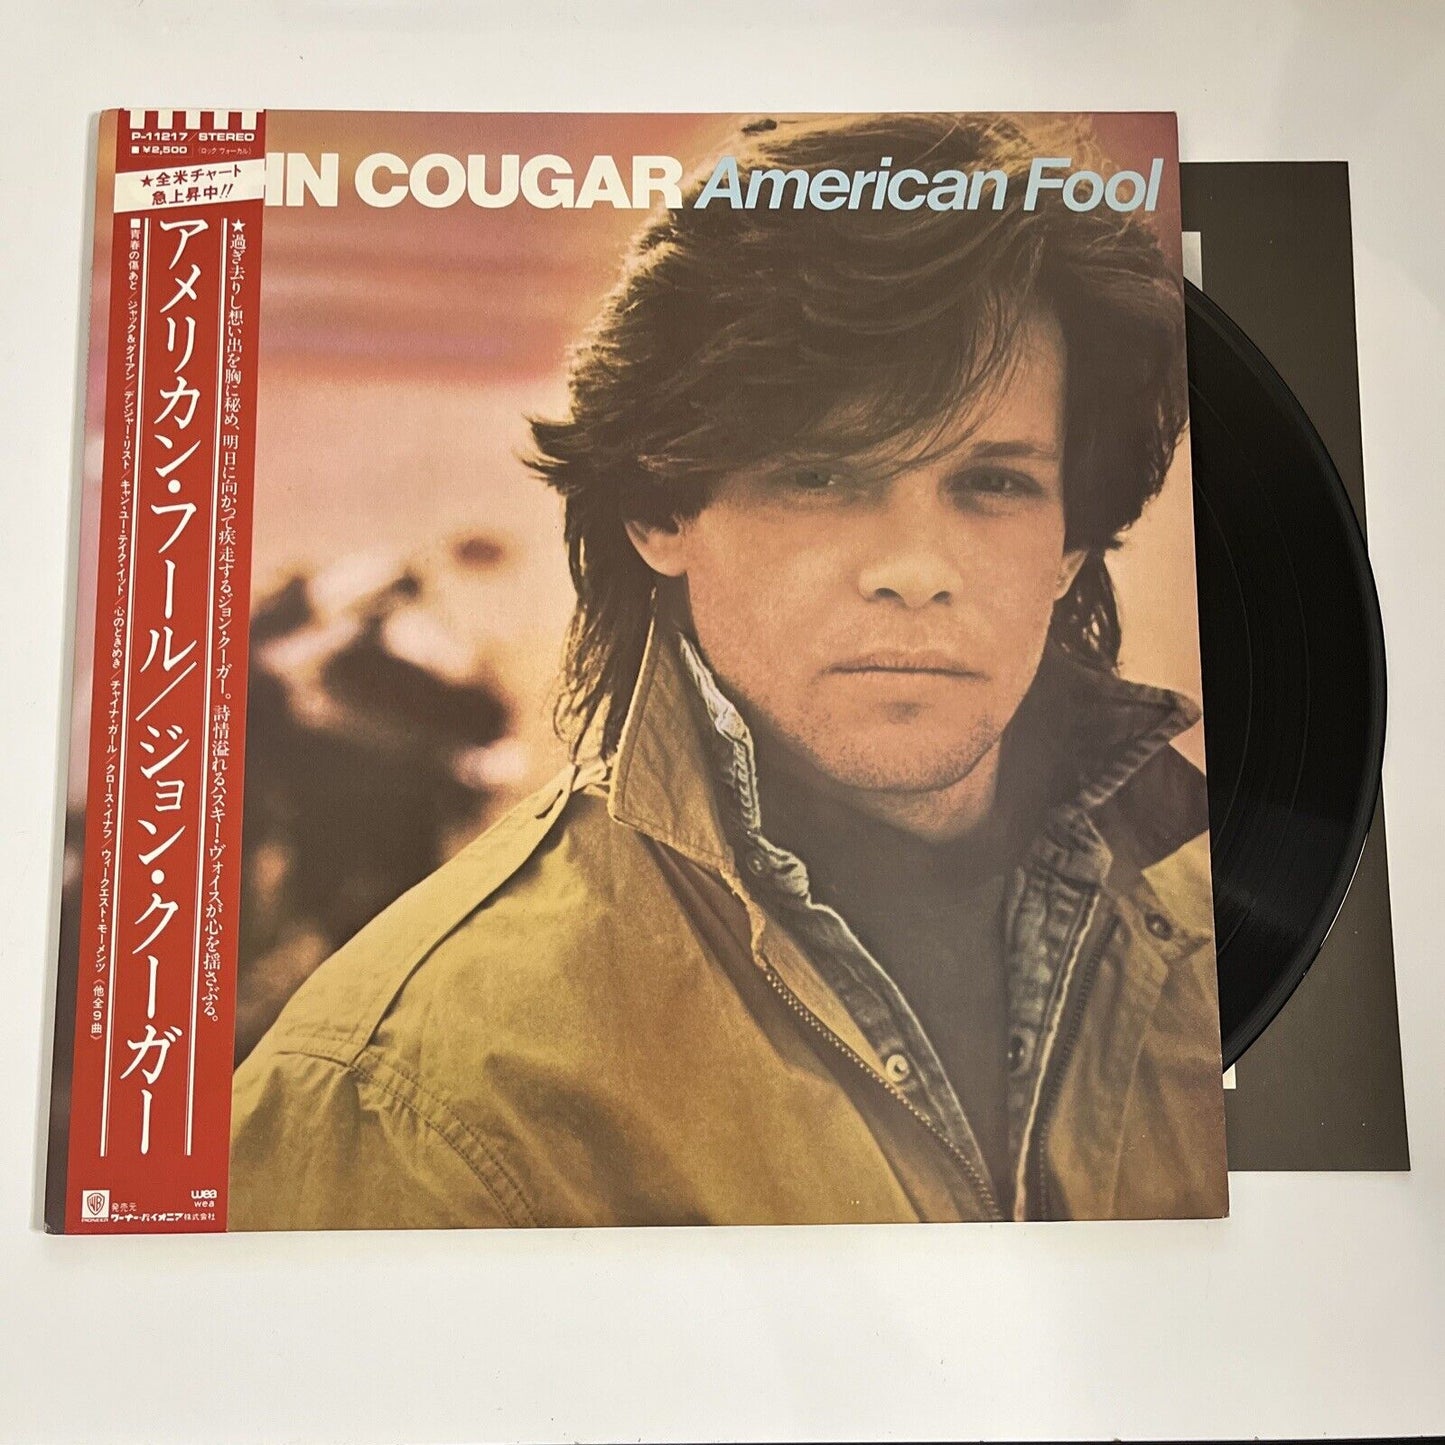 P-11217/STEREO
■¥2,500 (ロック ヴォーカル)
★全米チャート
急上昇中!!
HN COUGAR American Fool
★過ぎ去りし想い出を胸に秘め、明日に向かって疾走するジョン・クーガー。詩情溢れるハスキー・ヴォイスが心を揺さぶる。
アメリカン・フール/ジョン・クーガー
■青春の傷あと/ジャック&ダイアン/デンジャー・リスト/キャン・ユー・テイク・イット/心のときめき/チャイナ・ガール/クロース・イナフ/ウィークエスト・モーメンツ〈他全9曲〉
WB
PIONEER
発売元
ワーナー・パイオニア株式会社
wea
wea